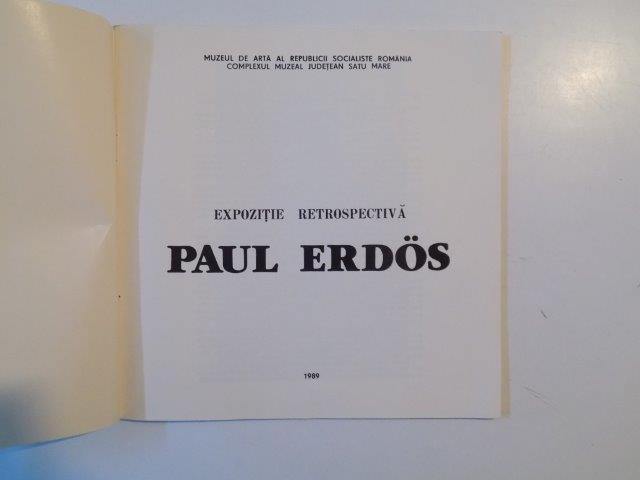 MUZEUL DE ARTĂ AL REPUBLICII SOCIALISTE ROMÂNIA
COMPLEXUL MUZEAL JUDEȚEAN SATU MARE
EXPOZIȚIE RETROSPECTIVĂ
PAUL ERDÖS
1989